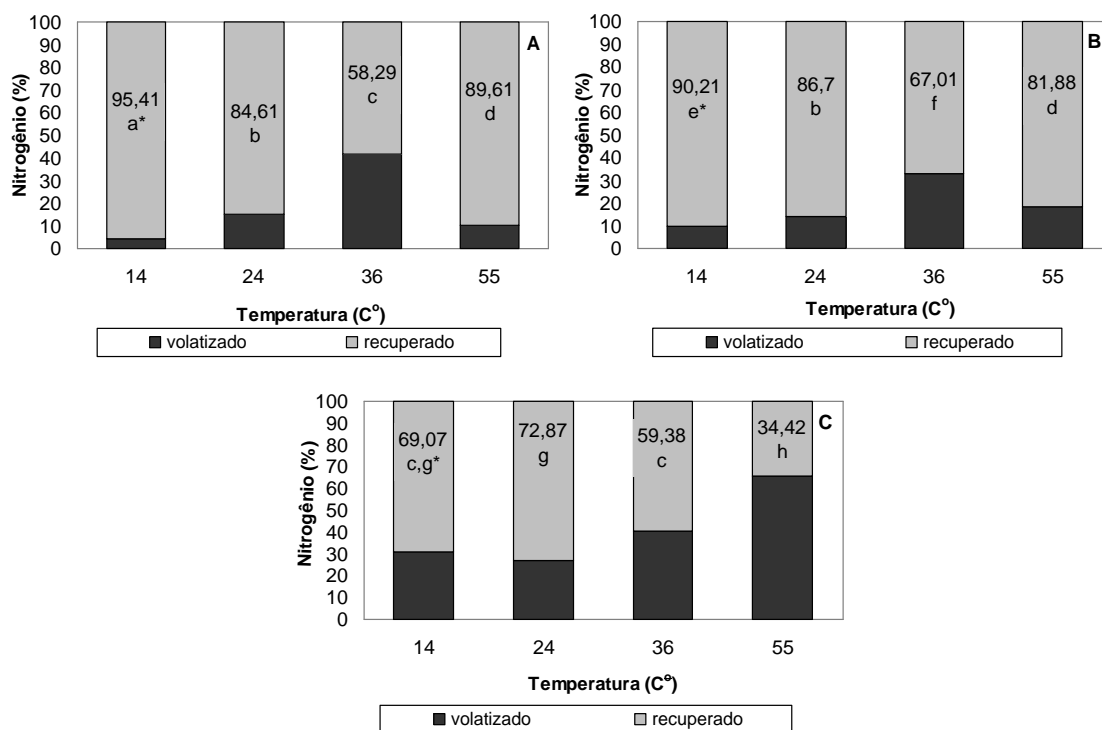 A
Nitrogênio (%)
100
90
80
70
60
50
40
30
20
10
0
95,41
a*
84,61
b
58,29
c
89,61
d
14 24 36 55
Temperatura (Cº)
volatizado recuperado
B
Nitrogênio (%)
100
90
80
70
60
50
40
30
20
10
0
90,21
e*
86,7
b
67,01
f
81,88
d
14 24 36 55
Temperatura (Cº)
volatizado recuperado
C
Nitrogênio (%)
100
90
80
70
60
50
40
30
20
10
0
69,07
c,g*
72,87
g
59,38
c
34,42
h
14 24 36 55
Temperatura (Cº)
volatizado recuperado